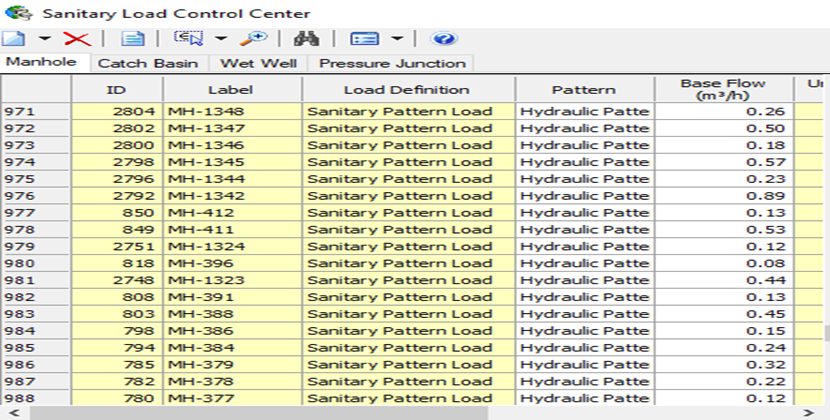 Sanitary Load Control Center
Manhole Catch Basin Wet Well Pressure Junction
ID Label Load Definition Pattern Base Flow (m³/h) Ur
971 2804 MH-1348 Sanitary Pattern Load Hydraulic Patte 0.26
972 2802 MH-1347 Sanitary Pattern Load Hydraulic Patte 0.50
973 2800 MH-1346 Sanitary Pattern Load Hydraulic Patte 0.18
974 2798 MH-1345 Sanitary Pattern Load Hydraulic Patte 0.57
975 2796 MH-1344 Sanitary Pattern Load Hydraulic Patte 0.23
976 2792 MH-1342 Sanitary Pattern Load Hydraulic Patte 0.89
977 850 MH-412 Sanitary Pattern Load Hydraulic Patte 0.13
978 849 MH-411 Sanitary Pattern Load Hydraulic Patte 0.53
979 2751 MH-1324 Sanitary Pattern Load Hydraulic Patte 0.12
980 818 MH-396 Sanitary Pattern Load Hydraulic Patte 0.08
981 2748 MH-1323 Sanitary Pattern Load Hydraulic Patte 0.44
982 808 MH-391 Sanitary Pattern Load Hydraulic Patte 0.13
983 803 MH-388 Sanitary Pattern Load Hydraulic Patte 0.45
984 798 MH-386 Sanitary Pattern Load Hydraulic Patte 0.15
985 794 MH-384 Sanitary Pattern Load Hydraulic Patte 0.24
986 785 MH-379 Sanitary Pattern Load Hydraulic Patte 0.32
987 782 MH-378 Sanitary Pattern Load Hydraulic Patte 0.22
988 780 MH-377 Sanitary Pattern Load Hydraulic Patte 0.12